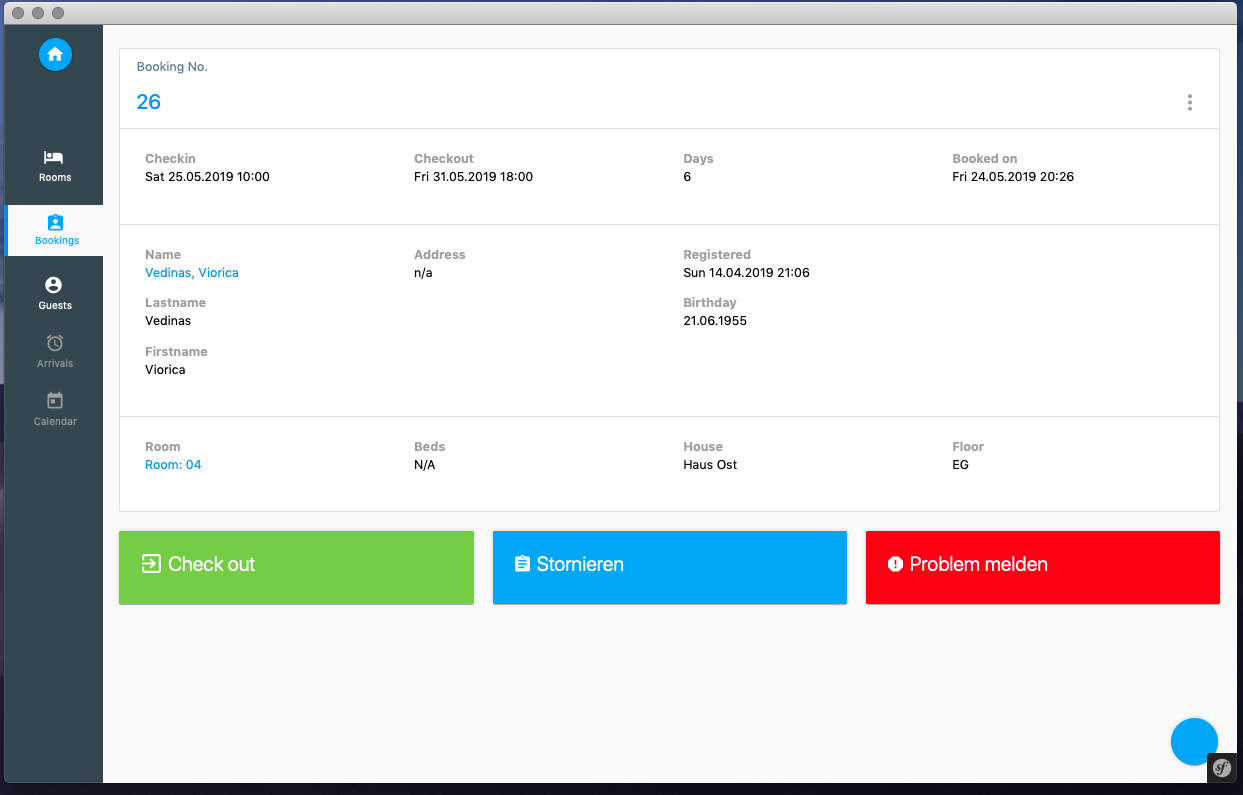 Booking No.
26
Rooms
Bookings
Guests
Arrivals
Calendar
Checkin Checkout Days Booked on
Sat 25.05.2019 10:00 Fri 31.05.2019 18:00 6 Fri 24.05.2019 20:26
Name Address Registered
Vedinas, Viorica n/a Sun 14.04.2019 21:06
Lastname Birthday
Vedinas 21.06.1955
Firstname
Viorica
Room Beds House Floor
Room: 04 N/A Haus Ost EG
Check out Stornieren Problem melden
sf